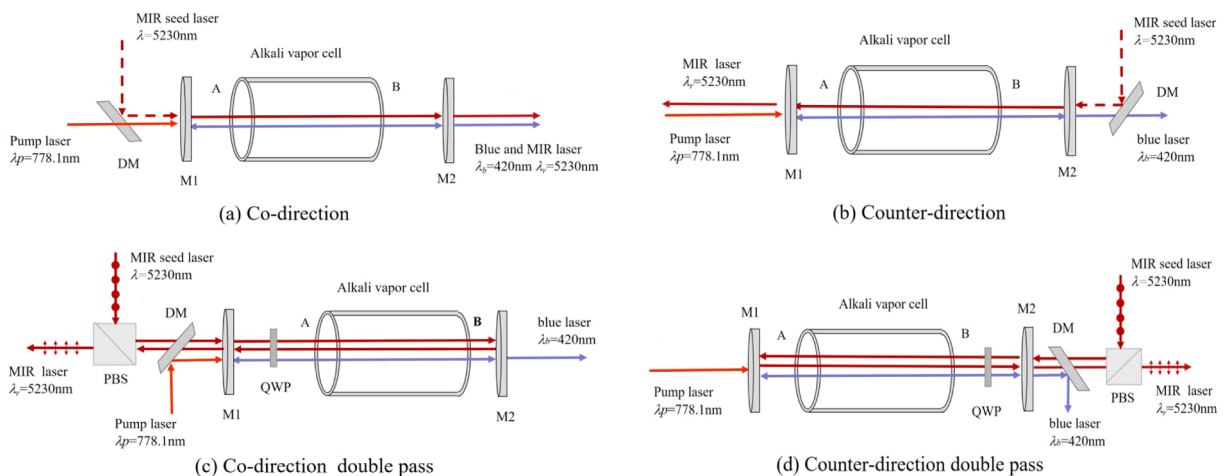 MIR seed laser
λ=5230nm
Alkali vapor cell
A
B
Pump laser
λp=778.1nm
DM
M1
M2
Blue and MIR laser
λb=420nm λr=5230nm
(a) Co-direction
MIR seed laser
λ=5230nm
Alkali vapor cell
MIR laser
λr=5230nm
A
B
DM
Pump laser
λp=778.1nm
M1
M2
blue laser
λb=420nm
(b) Counter-direction
MIR seed laser
λ=5230nm
Alkali vapor cell
DM
A
B
blue laser
λb=420nm
MIR laser
λr=5230nm
PBS
QWP
M1
M2
Pump laser
λp=778.1nm
(c) Co-direction double pass
MIR seed laser
λ=5230nm
Alkali vapor cell
M1
M2
A
B
DM
Pump laser
λp=778.1nm
QWP
PBS
MIR laser
λr=5230nm
blue laser
λb=420nm
(d) Counter-direction double pass